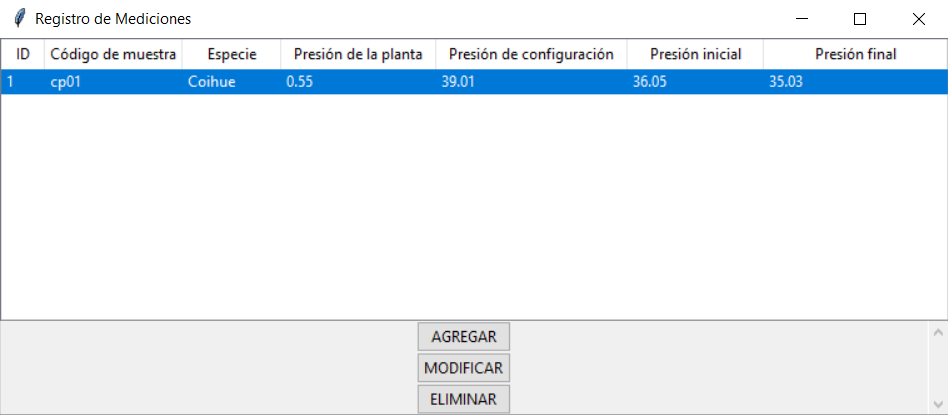 Registro de Mediciones
ID Código de muestra Especie Presión de la planta Presión de configuración Presión inicial Presión final
1 cp01 Coihue 0.55 39.01 36.05 35.03
AGREGAR
MODIFICAR
ELIMINAR